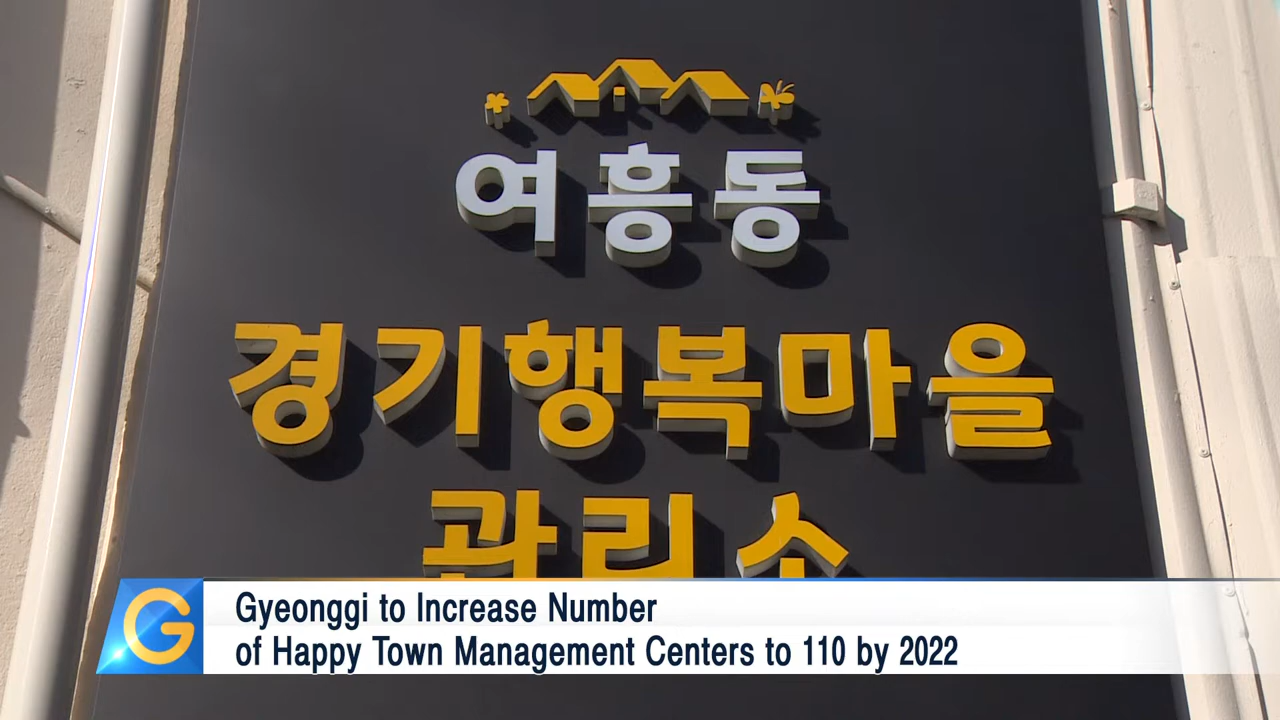 여흥동
경기행복마을
관리소
G
Gyeonggi to Increase Number
of Happy Town Management Centers to 110 by 2022